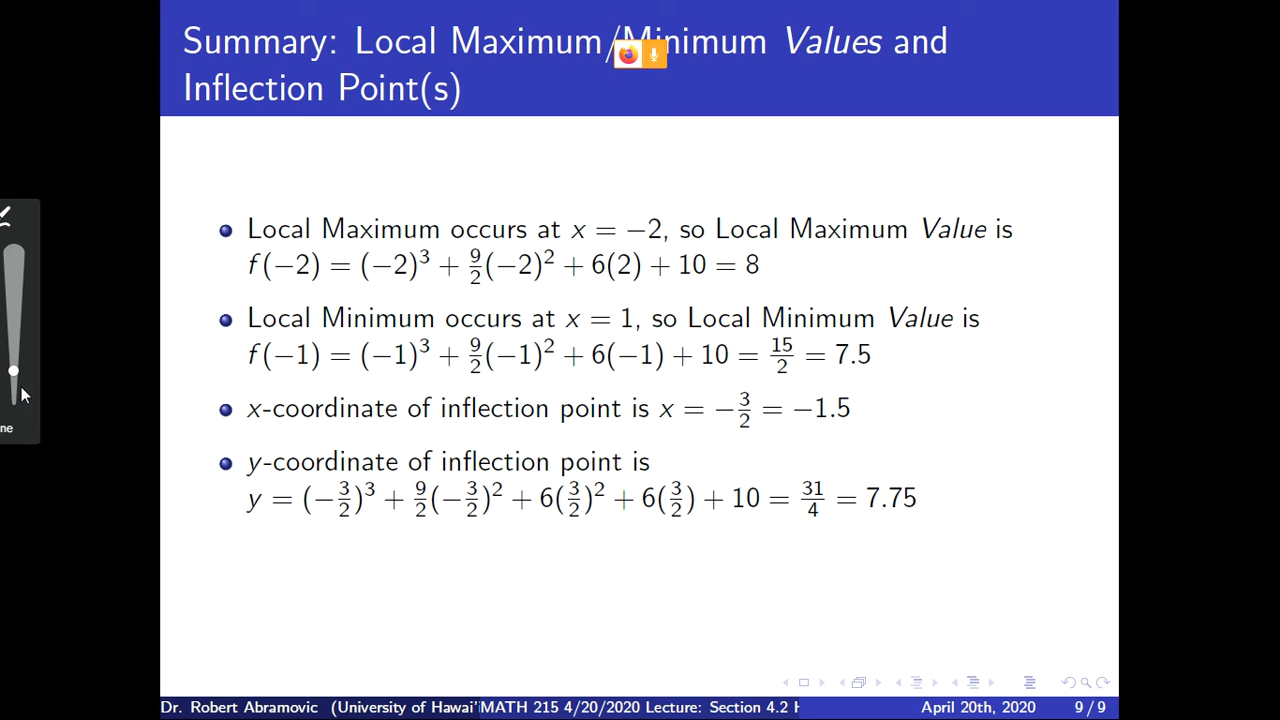 Summary: Local Maximum/Minimum Values and
Inflection Point(s)
Local Maximum occurs at x = −2, so Local Maximum Value is
f(−2) = (−2)³ + 9/2(−2)² + 6(2) + 10 = 8
Local Minimum occurs at x = 1, so Local Minimum Value is
f(−1) = (−1)³ + 9/2(−1)² + 6(−1) + 10 = 15/2 = 7.5
x-coordinate of inflection point is x = −3/2 = −1.5
y-coordinate of inflection point is
y = (−3/2)³ + 9/2(−3/2)² + 6(3/2)² + 6(3/2) + 10 = 31/4 = 7.75
ne
Dr. Robert Abramovic (University of Hawai'i MATH 215 4/20/2020 Lecture: Section 4.2 H April 20th, 2020 9/9